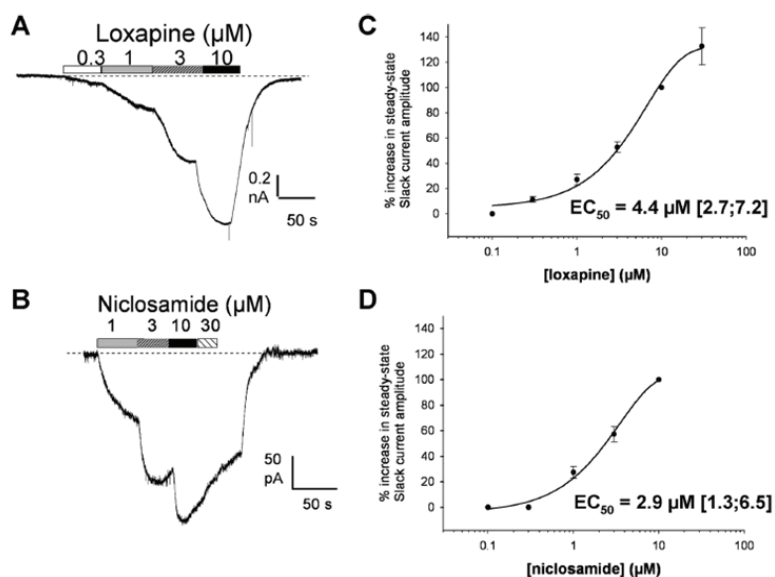 A
Loxapine (µM)
0.3 1 3 10
0.2
nA
50 s
B
Niclosamide (µM)
1 3 10 30
50
pA
50 s
C
% increase in steady-state
Slack current amplitude
140
120
100
80
60
40
20
0
EC50 = 4.4 µM [2.7;7.2]
0.1 1 10 100
[loxapine] (µM)
D
% increase in steady-state
Slack current amplitude
140
120
100
80
60
40
20
0
EC50 = 2.9 µM [1.3;6.5]
0.1 1 10 100
[niclosamide] (µM)